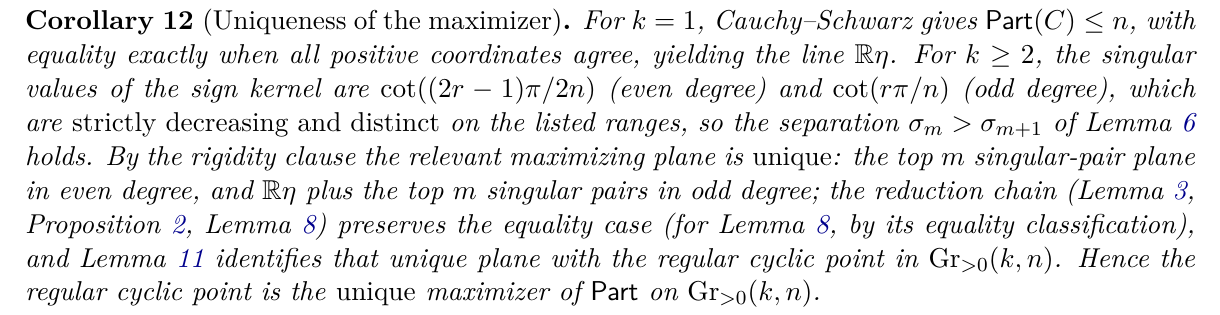 Corollary 12 (Uniqueness of the maximizer). For k = 1, Cauchy–Schwarz gives Part(C) ≤ n, with
equality exactly when all positive coordinates agree, yielding the line ℝη. For k ≥ 2, the singular
values of the sign kernel are cot((2r − 1)π/2n) (even degree) and cot(rπ/n) (odd degree), which
are strictly decreasing and distinct on the listed ranges, so the separation σₘ > σₘ₊₁ of Lemma 6
holds. By the rigidity clause the relevant maximizing plane is unique: the top m singular-pair plane
in even degree, and ℝη plus the top m singular pairs in odd degree; the reduction chain (Lemma 3,
Proposition 2, Lemma 8) preserves the equality case (for Lemma 8, by its equality classification),
and Lemma 11 identifies that unique plane with the regular cyclic point in Gr_{>0}(k, n). Hence the
regular cyclic point is the unique maximizer of Part on Gr_{>0}(k, n).